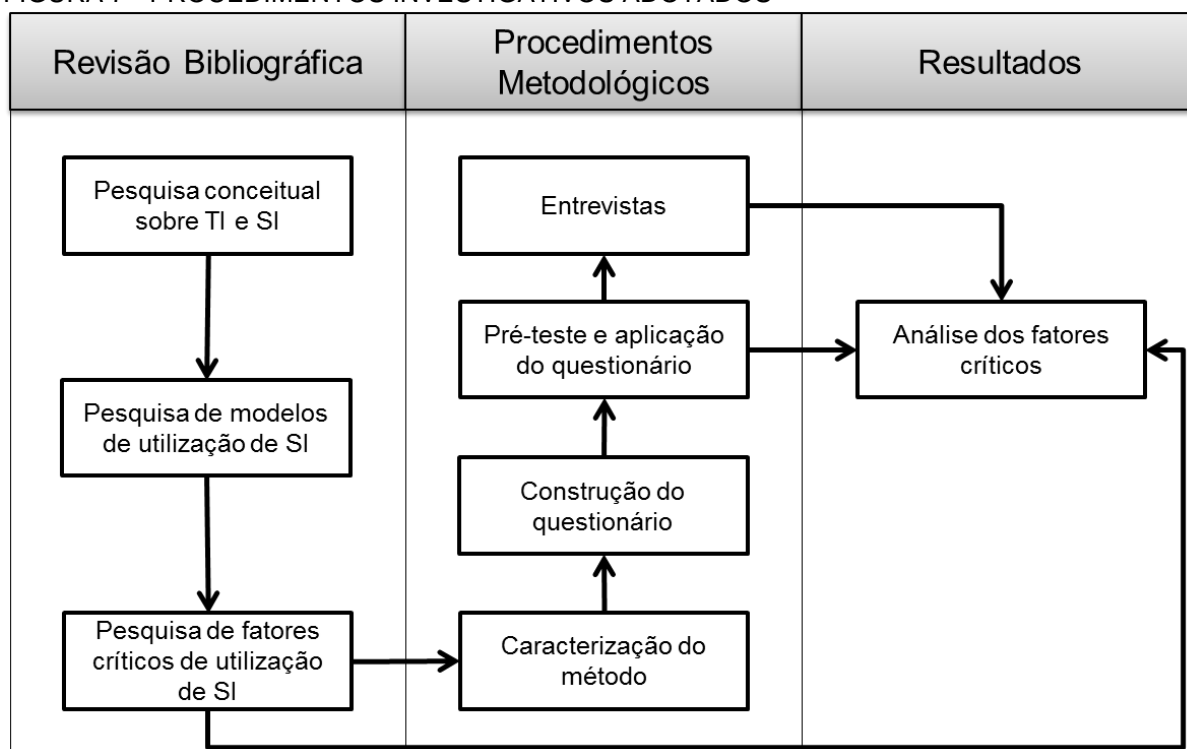 Revisão Bibliográfica
Procedimentos
Metodológicos
Resultados
Pesquisa conceitual
sobre TI e SI
Pesquisa de modelos
de utilização de SI
Pesquisa de fatores
críticos de utilização
de SI
Entrevistas
Pré-teste e aplicação
do questionário
Construção do
questionário
Caracterização do
método
Análise dos fatores
críticos